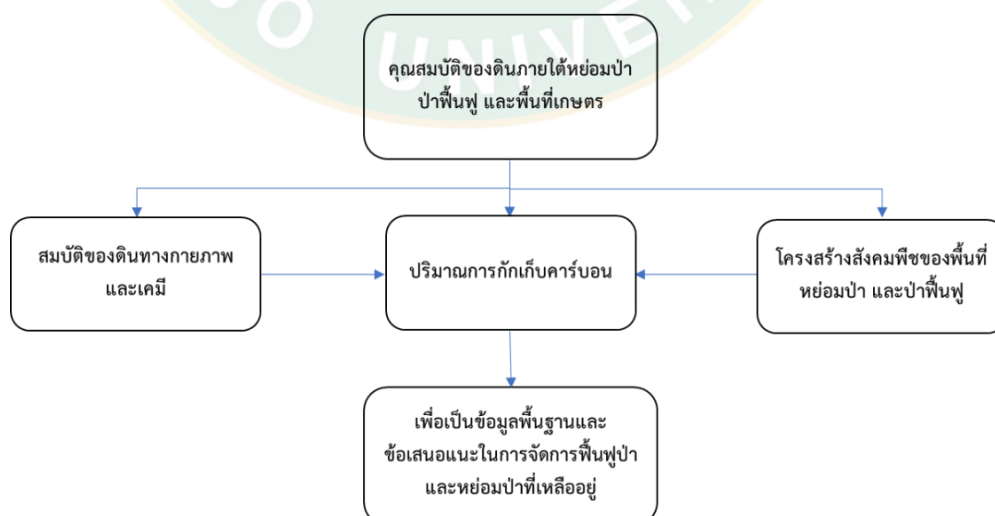 O UNIVE
คุณสมบัติของดินภายใต้หย่อมป่า
ป่าฟื้นฟู และพื้นที่เกษตร
สมบัติของดินทางกายภาพ
และเคมี
ปริมาณการกักเก็บคาร์บอน
โครงสร้างสังคมพืชของพื้นที่
หย่อมป่า และป่าฟื้นฟู
เพื่อเป็นข้อมูลพื้นฐานและ
ข้อเสนอแนะในการจัดการฟื้นฟูป่า
และหย่อมป่าที่เหลืออยู่